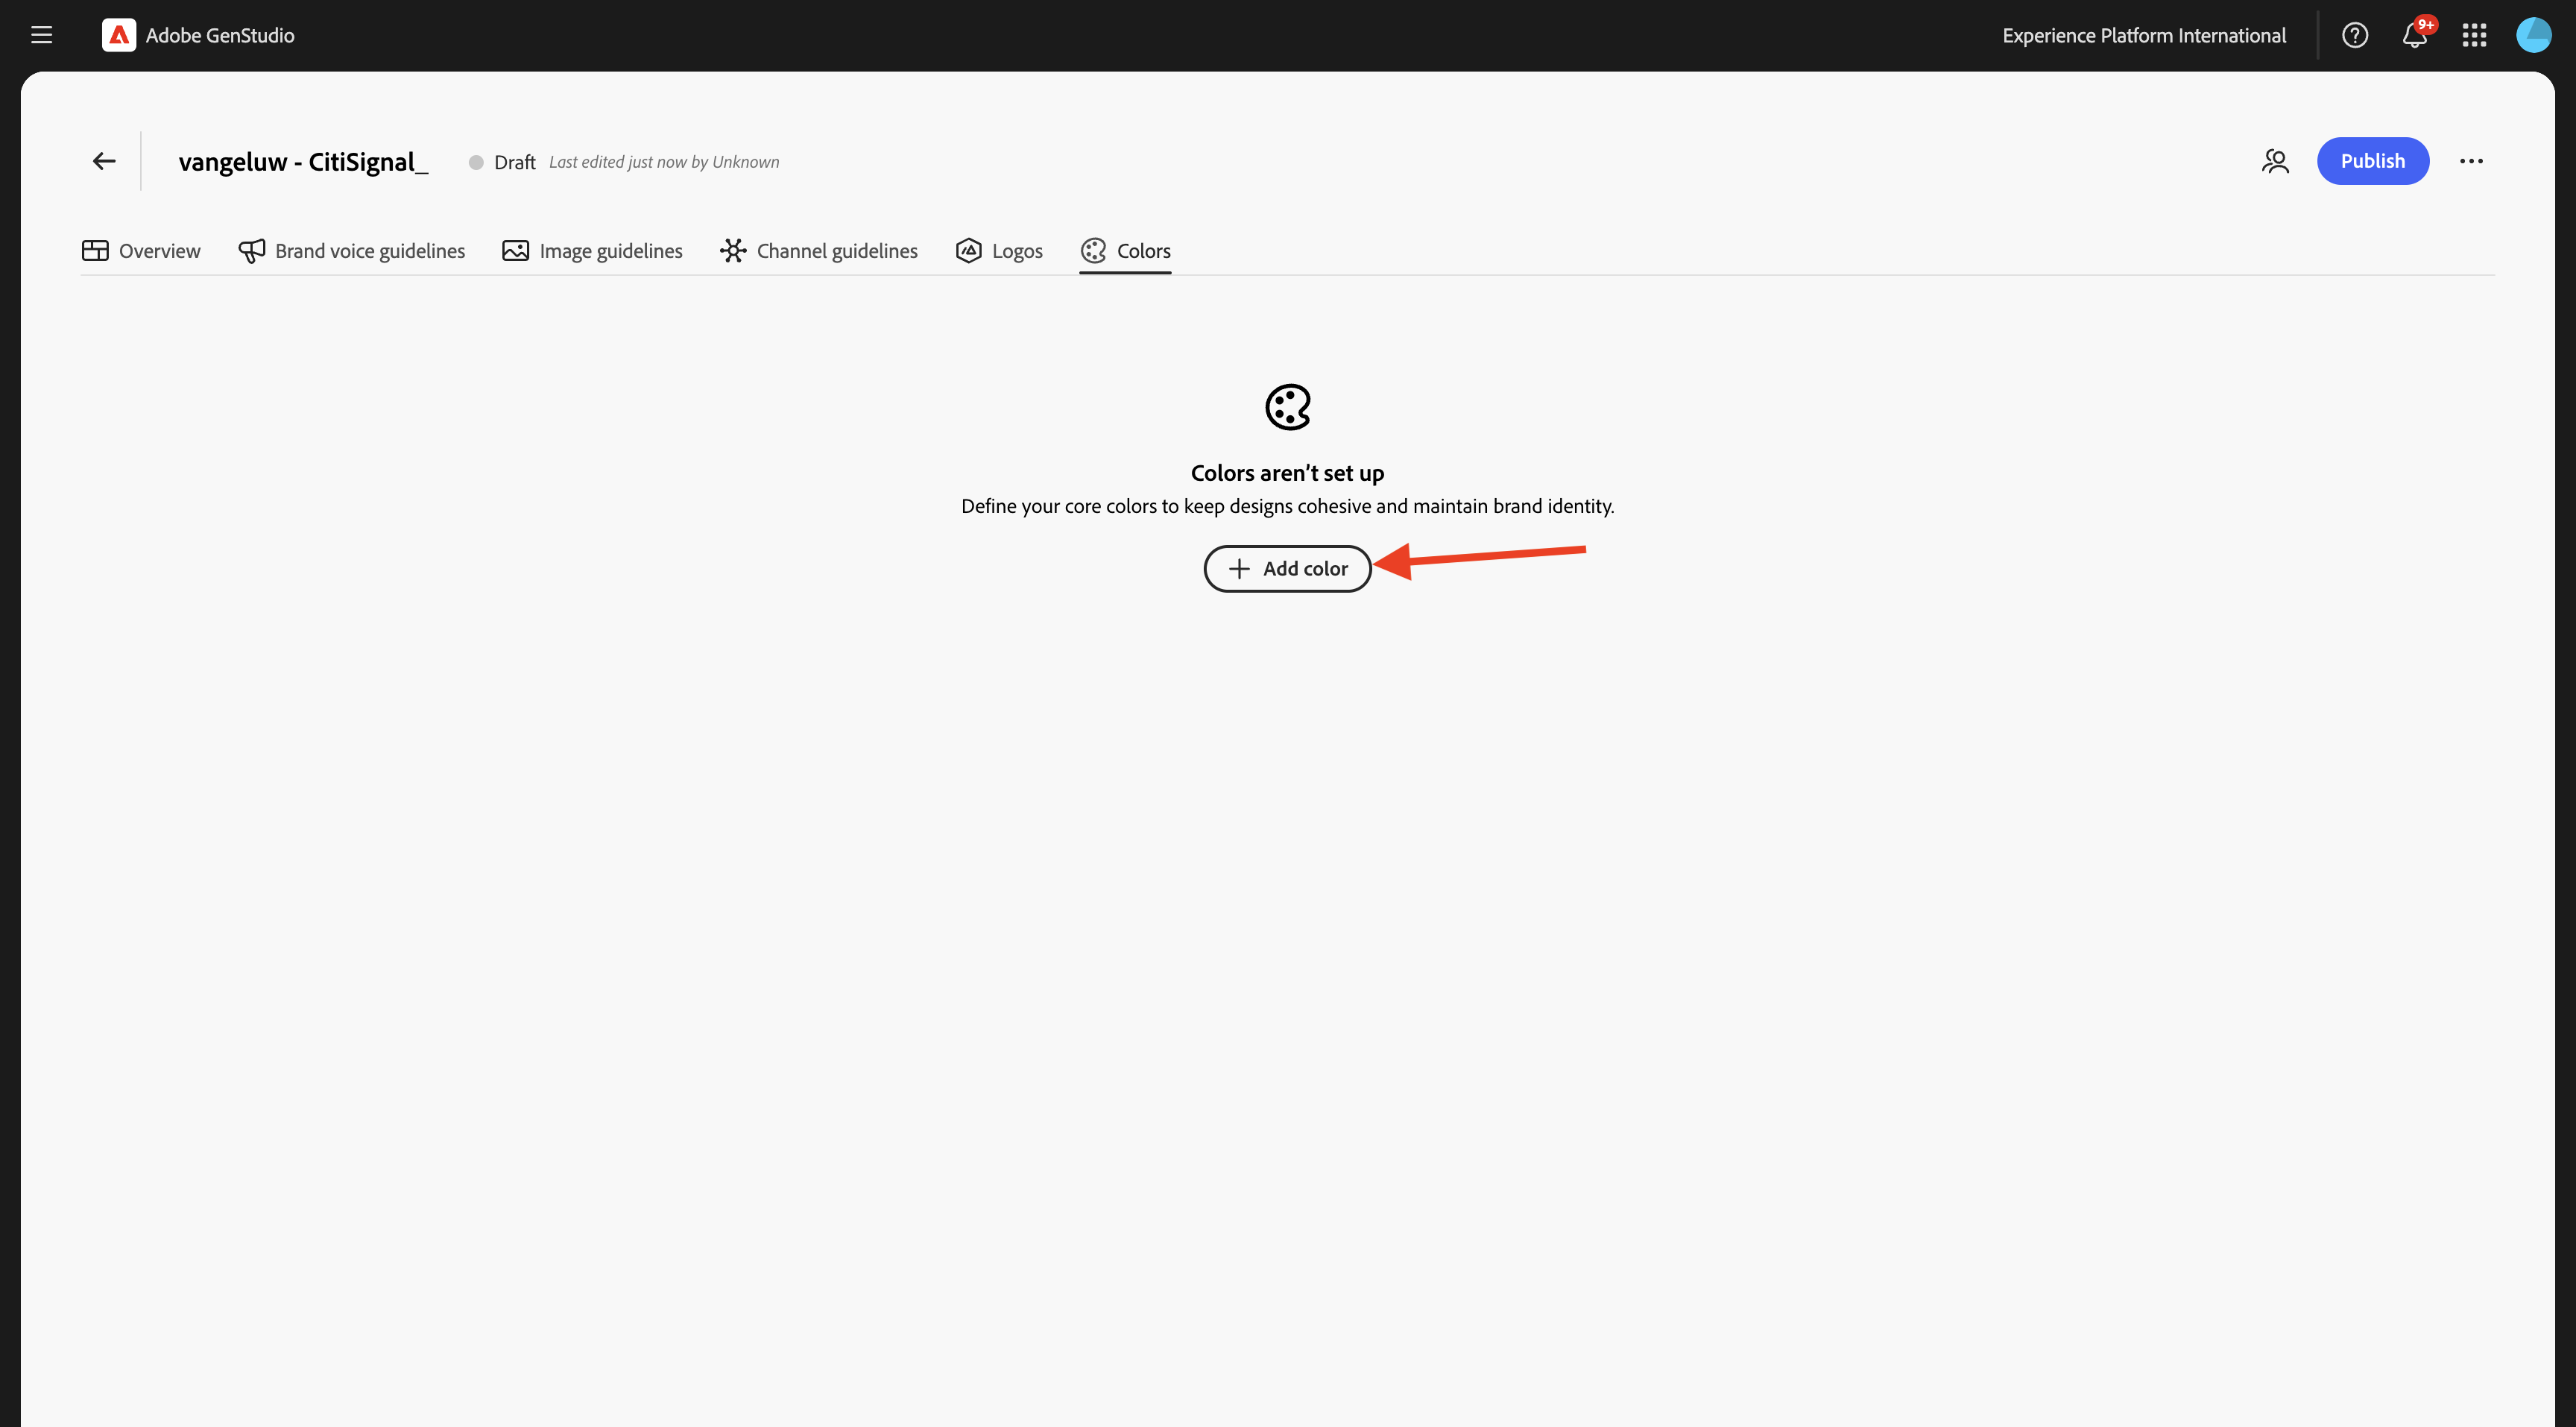 Adobe GenStudio
Experience Platform International
9+
vangeluw - CitiSignal_
Draft
Last edited just now by Unknown
Publish
Overview
Brand voice guidelines
Image guidelines
Channel guidelines
Logos
Colors
Colors aren't set up
Define your core colors to keep designs cohesive and maintain brand identity.
Add color